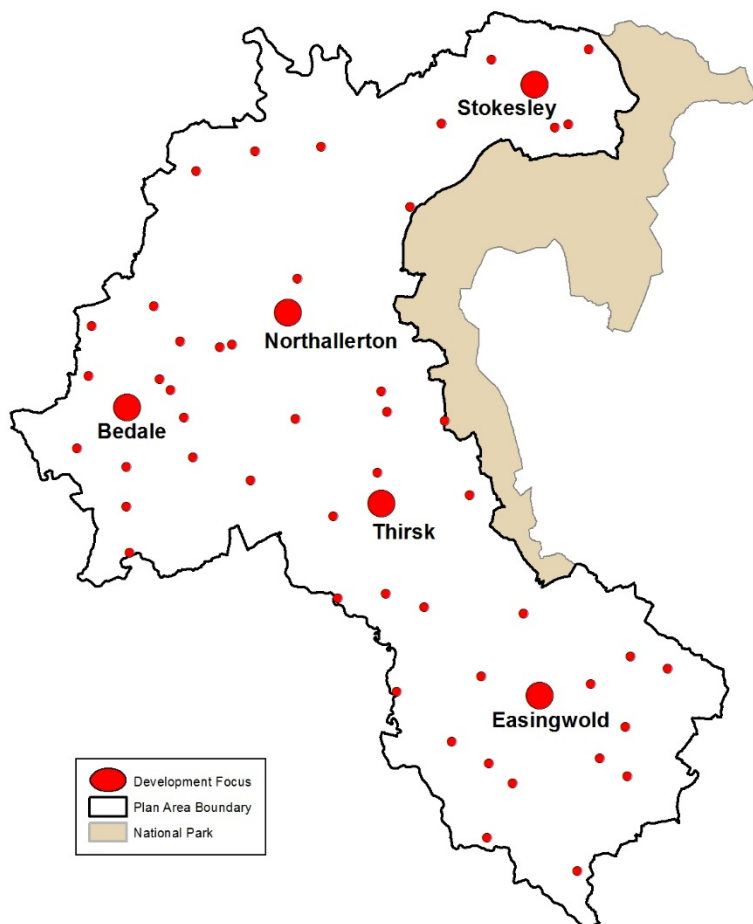 Stokesley
Northallerton
Bedale
Thirsk
Easingwold
Development Focus
Plan Area Boundary
National Park